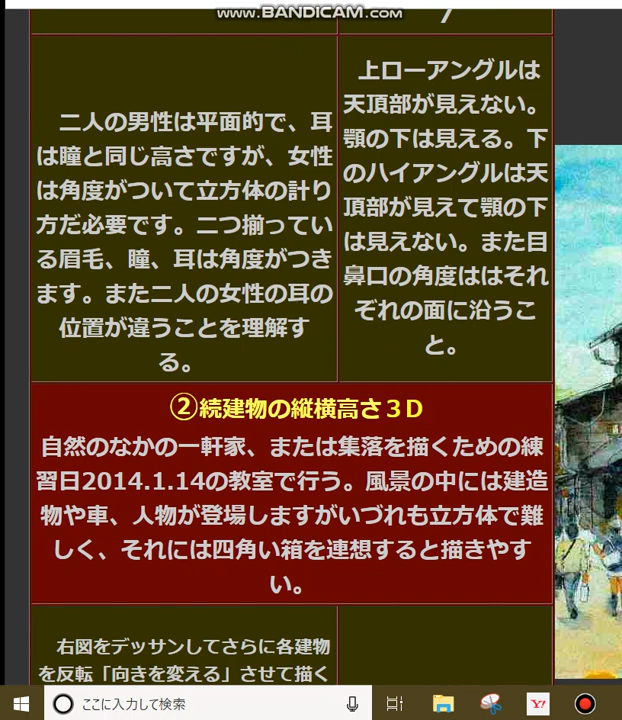 www.BANDICAM.com
二人の男性は平面的で、耳
は瞳と同じ高さですが、女性
は角度がついて立方体の計り
方だ必要です。二つ揃ってい
る眉毛、瞳、耳は角度がつき
ます。また二人の女性の耳の
位置が違うことを理解す
る。
上ローアングルは
天頂部が見えない。
顎の下は見える。下
のハイアングルは天
頂部が見えて顎の下
は見えない。また目
鼻口の角度ははそれ
ぞれの面に沿うこ
と。
②続建物の縦横高さ３D
自然のなかの一軒家、または集落を描くための練
習日2014.1.14の教室で行う。風景の中には建造
物や車、人物が登場しますがいづれも立方体で難
しく、それには四角い箱を連想すると描きやす
い。
右図をデッサンしてさらに各建物
を反転「向きを変える」させて描く
ここに入力して検索
Y!